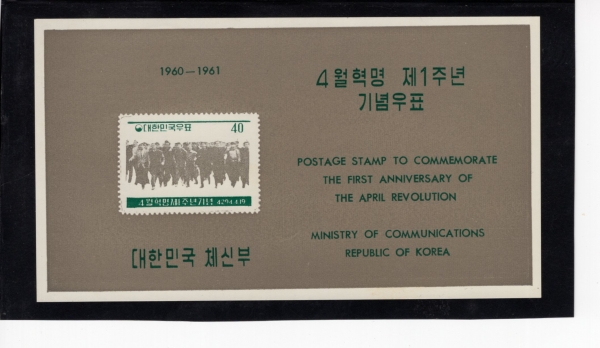 1960—1961
대한민국우표 40
4월혁명제1주년기념 4294.4.19
대한민국 체신부
4월혁명 제1주년
기념우표
POSTAGE STAMP TO COMMEMORATE
THE FIRST ANNIVERSARY OF
THE APRIL REVOLUTION
MINISTRY OF COMMUNICATIONS
REPUBLIC OF KOREA